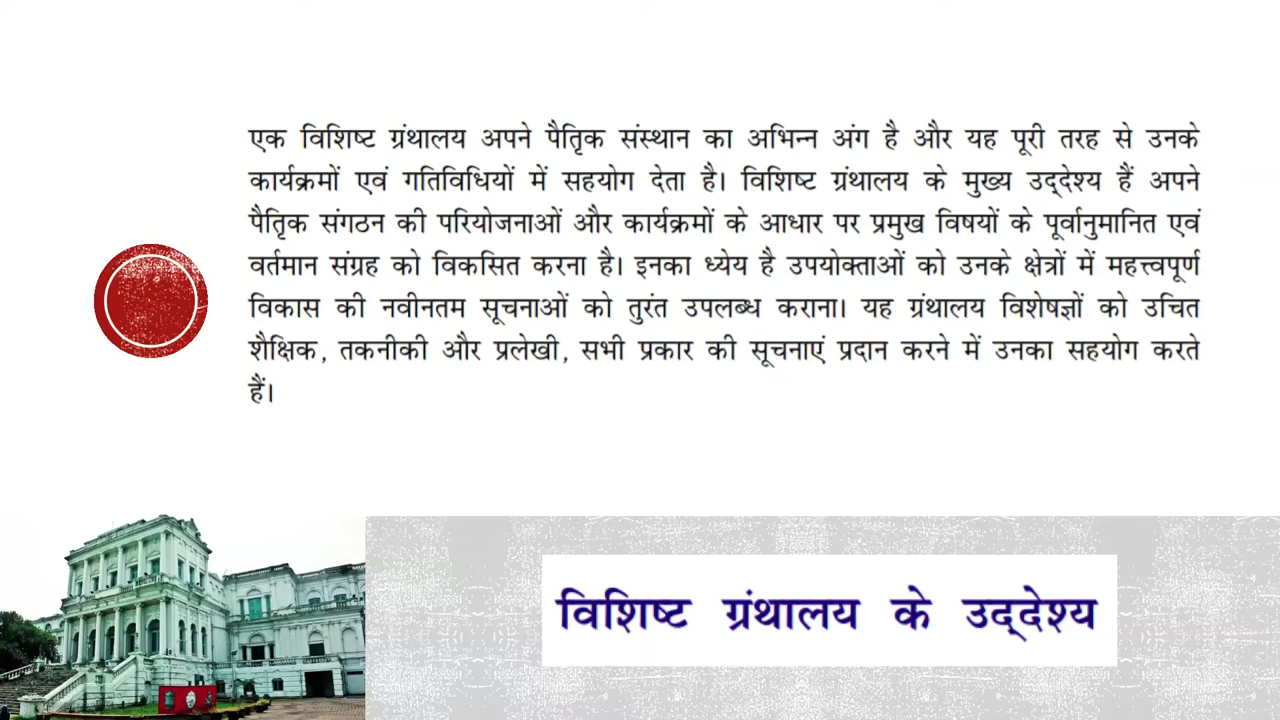 एक विशिष्ट ग्रंथालय अपने पैतृिक संस्थान का अभिन्न अंग है और यह पूरी तरह से उनके
कार्यक्रमों एवं गतिविधियों में सहयोग देता है। विशिष्ट ग्रंथालय के मुख्य उद्‌देश्य हैं अपने
पैतृिक संगठन की परियोजनाओं और कार्यक्रमों के आधार पर प्रमुख विषयों के पूर्वानुमानित एवं
वर्तमान संग्रह को विकसित करना है। इनका ध्येय है उपयोक्ताओं को उनके क्षेत्रों में महत्त्वपूर्ण
विकास की नवीनतम सूचनाओं को तुरंत उपलब्ध कराना। यह ग्रंथालय विशेषज्ञों को उचित
शैक्षिक, तकनीकी और प्रलेखी, सभी प्रकार की सूचनाएं प्रदान करने में उनका सहयोग करते
हैं।
विशिष्ट ग्रंथालय के उद्‌देश्य